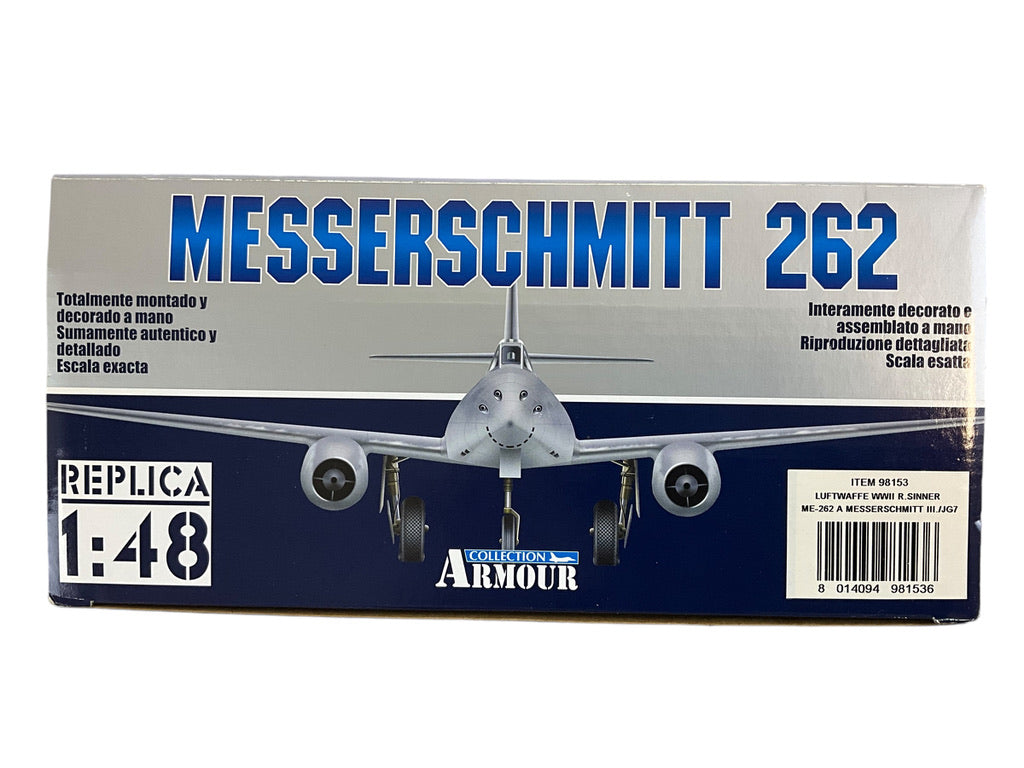 MESSERSCHMITT 262
Totalmente montado y
decorado a mano
Sumamente autentico y
detallado
Escala exacta
Interamente decorato e
assemblato a mano
Riproduzione dettagliata
Scala esatta
REPLICA
1:48
COLLECTION
ARMOUR
ITEM 98153
LUFTWAFFE WWII R.SINNER
ME-262 A MESSERSCHMITT III./JG7
8 014094 981536